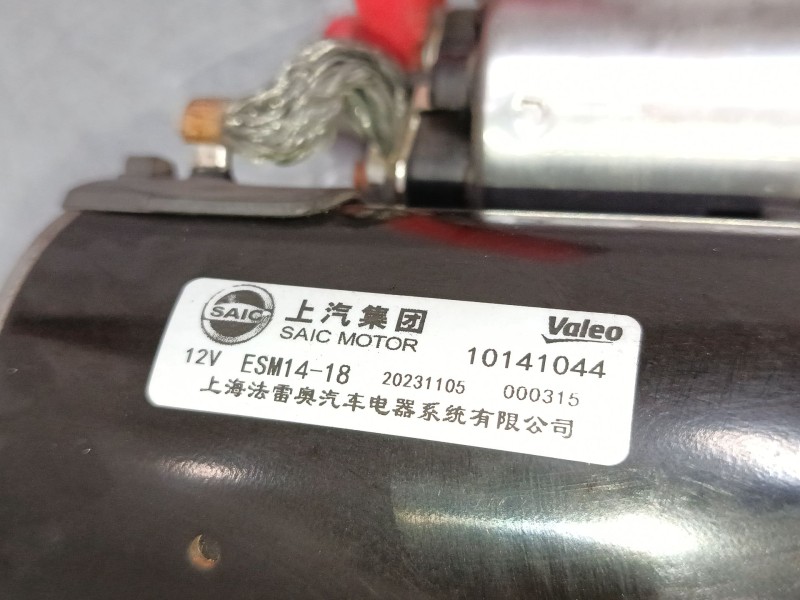 SAIC 上汽集团 Valeo
SAIC MOTOR 10141044
12V ESM14-18 20231105 000315
上海法雷奥汽车电器系统有限公司